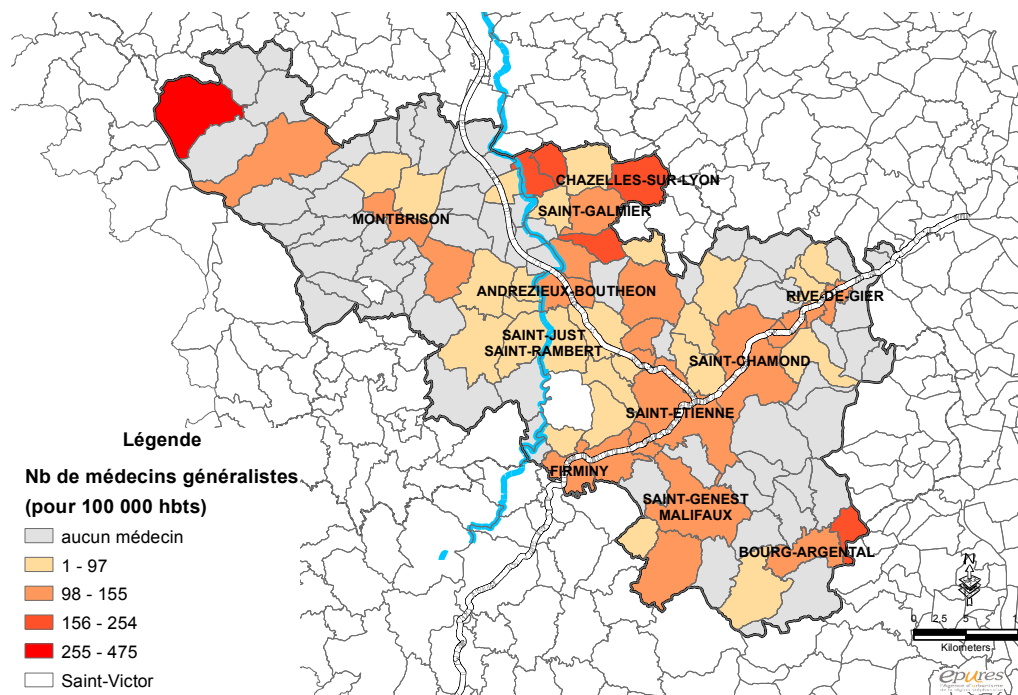 CHAZELLES-SUR-LYON
SAINT-GALMIER
MONTBRISON
ANDREZIEUX-BOUTHEON
RIVE-DE-GIER
SAINT-JUST
SAINT-RAMBERT
SAINT-CHAMOND
SAINT-ETIENNE
FIRMINY
SAINT-GENEST
MALIFAUX
BOURG-ARGENTAL
Légende
Nb de médecins généralistes
(pour 100 000 hbts)
aucun médecin
1 - 97
98 - 155
156 - 254
255 - 475
Saint-Victor
N
0 2,5 5
Kilometers
epures